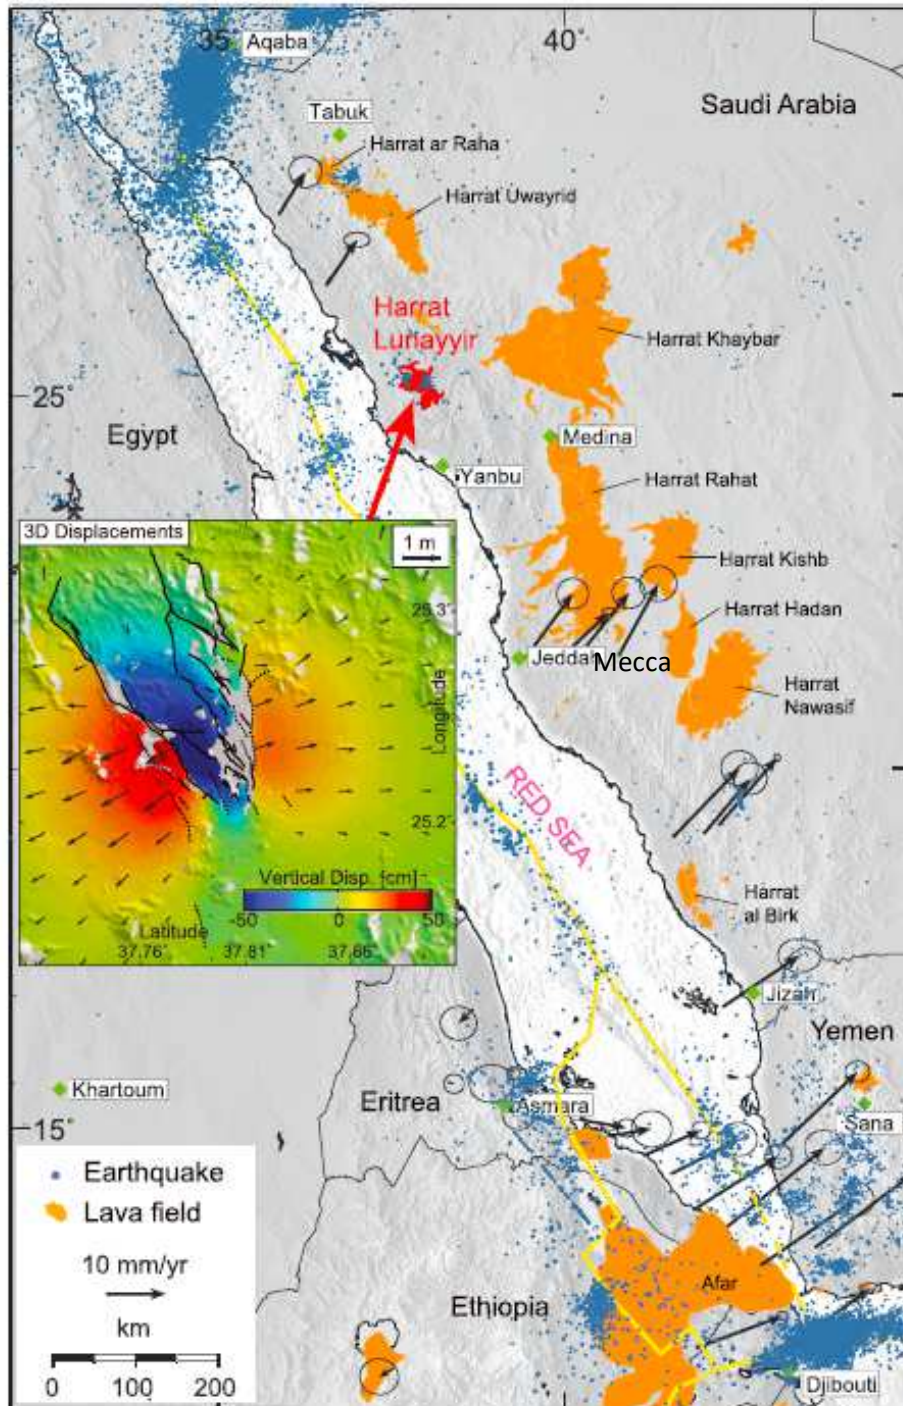 35°
40°
Aqaba
Saudi Arabia
Tabuk
Harrat ar Raha
Harrat Uwayrid
Harrat
Lunayyir
Harrat Khaybar
25°
Egypt
Medina
Yanbu
Harrat Rahat
3D Displacements
1 m
Harrat Kishb
25.3°
Harrat Hadan
Jeddah
Mecca
Longitude
Harrat
Nawasif
RED SEA
25.2°
Vertical Disp. [cm]
-50
0
50
Latitude
37.76°
37.81°
37.86°
Harrat
al Birk
Jizah
Yemen
Khartoum
Eritrea
Asmara
Sana
15°
Earthquake
Lava field
10 mm/yr
km
0
100
200
Afar
Ethiopia
Djibouti